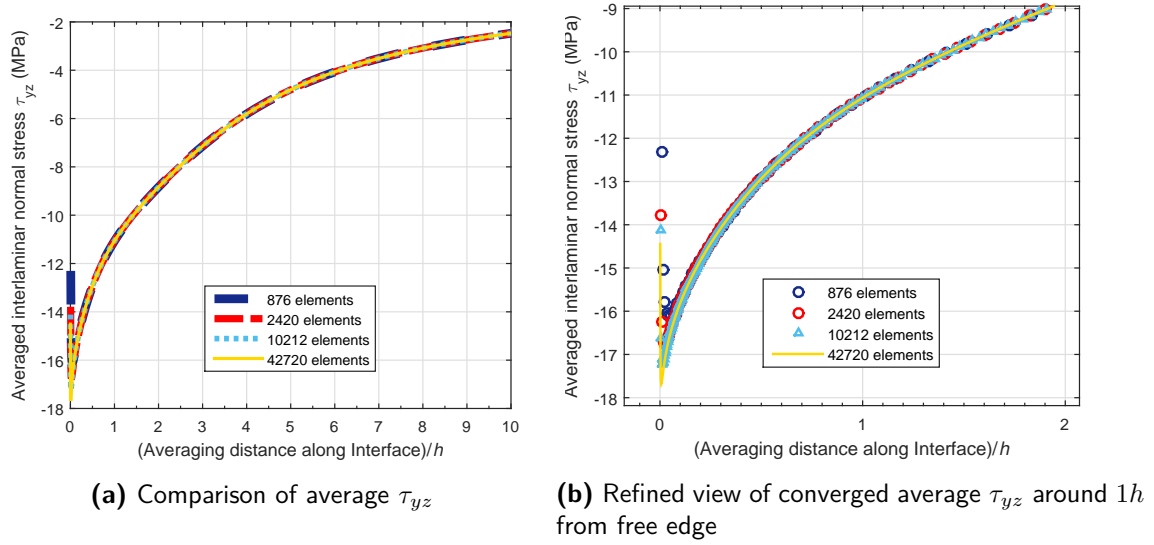 -2
-4
-6
-8
-10
-12
-14
-16
-18
0 1 2 3 4 5 6 7 8 9 10
Averaged interlaminar normal stress τyz (MPa)
(Averaging distance along Interface)/h
876 elements
2420 elements
10212 elements
42720 elements
(a) Comparison of average τyz
-9
-10
-11
-12
-13
-14
-15
-16
-17
-18
0 1 2
Averaged interlaminar normal stress τyz (MPa)
(Averaging distance along Interface)/h
876 elements
2420 elements
10212 elements
42720 elements
(b) Refined view of converged average τyz around 1h
from free edge